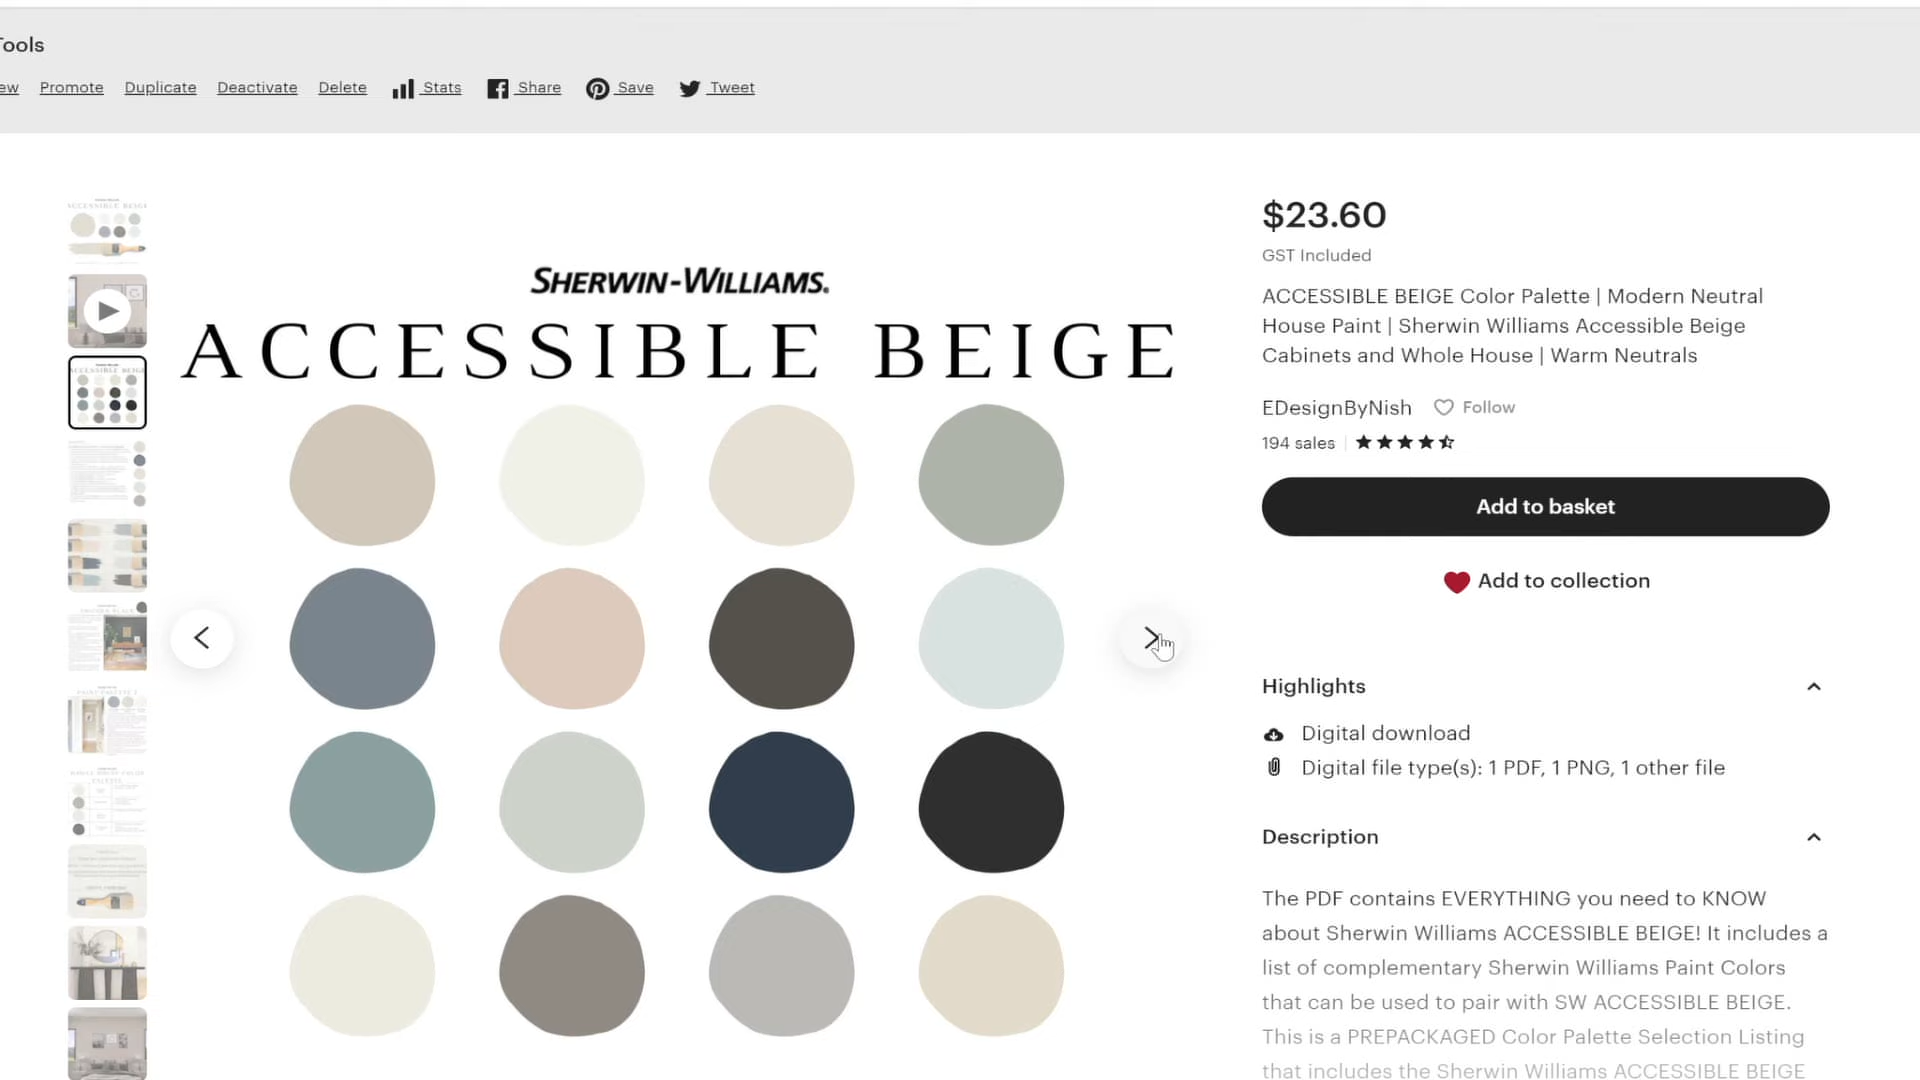 Tools
ew Promote Duplicate Deactivate Delete Stats Share Save Tweet
SHERWIN-WILLIAMS.
ACCESSIBLE BEIGE
$23.60
GST Included
ACCESSIBLE BEIGE Color Palette | Modern Neutral
House Paint | Sherwin Williams Accessible Beige
Cabinets and Whole House | Warm Neutrals
EDesignByNish Follow
194 sales
Add to basket
Add to collection
Highlights
Digital download
Digital file type(s): 1 PDF, 1 PNG, 1 other file
Description
The PDF contains EVERYTHING you need to KNOW
about Sherwin Williams ACCESSIBLE BEIGE! It includes a
list of complementary Sherwin Williams Paint Colors
that can be used to pair with SW ACCESSIBLE BEIGE.
This is a PREPACKAGED Color Palette Selection Listing
that includes the Sherwin Williams ACCESSIBLE BEIGE